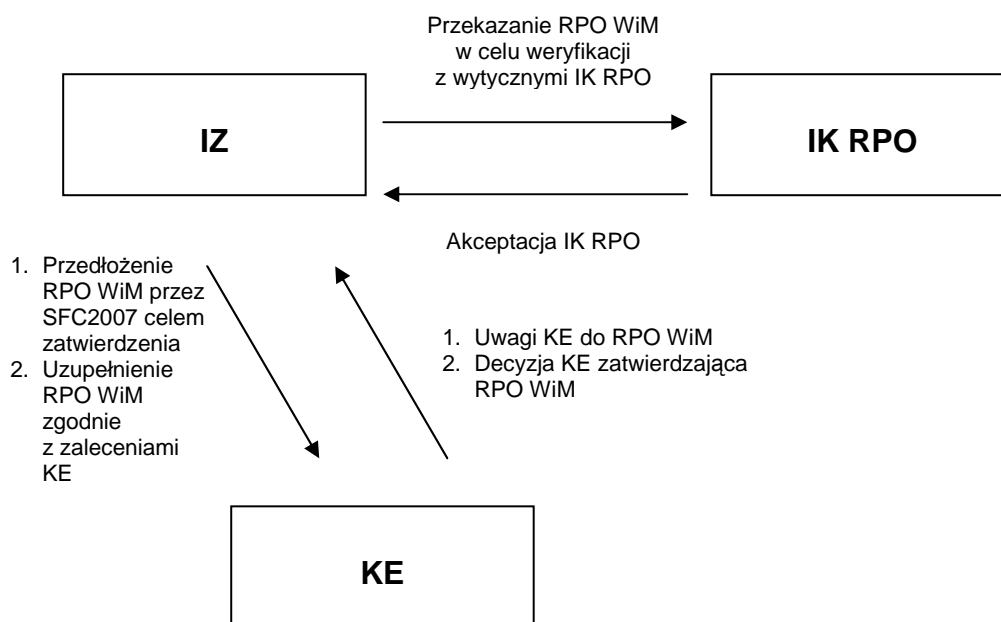 Przekazanie RPO WiM
w celu weryfikacji
z wytycznymi IK RPO
IZ
IK RPO
Akceptacja IK RPO
1. Przedłożenie
RPO WiM przez
SFC2007 celem
zatwierdzenia
2. Uzupełnienie
RPO WiM
zgodnie
z zaleceniami
KE
1. Uwagi KE do RPO WiM
2. Decyzja KE zatwierdzająca
RPO WiM
KE